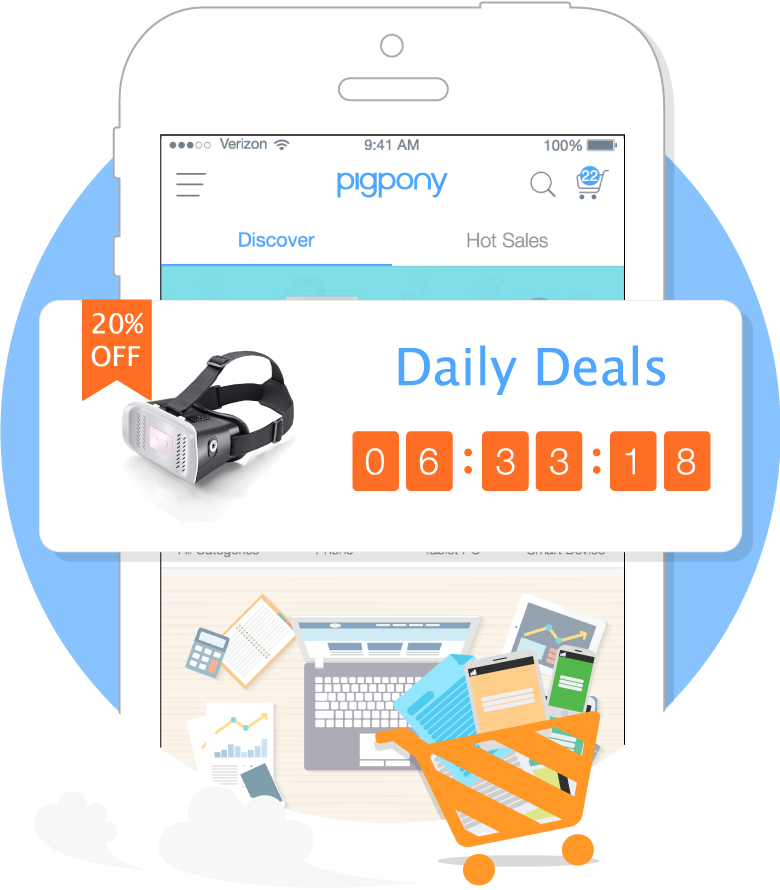 Verizon 9:41 AM 100%
pigpony 22
Discover Hot Sales
20%
OFF
Daily Deals
06:33:18
All Categories Phone Tablet PC Smart Device